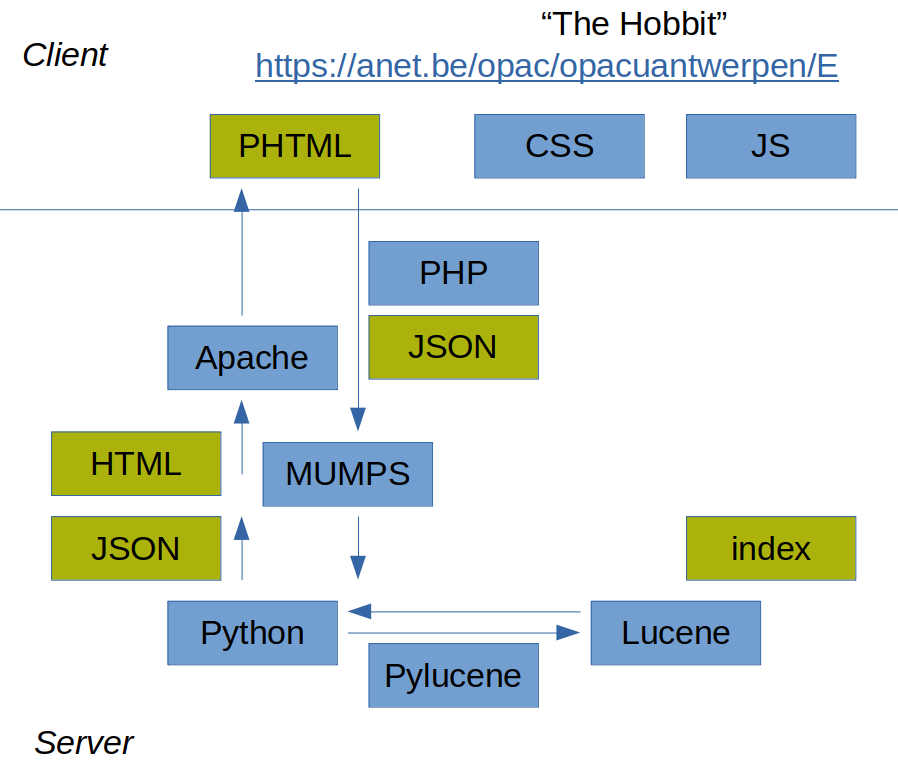 “The Hobbit”
Client
https://anet.be/opac/opacuantwerpen/E
PHTML
CSS
JS
PHP
JSON
Apache
HTML
MUMPS
JSON
index
Python
Lucene
Pylucene
Server